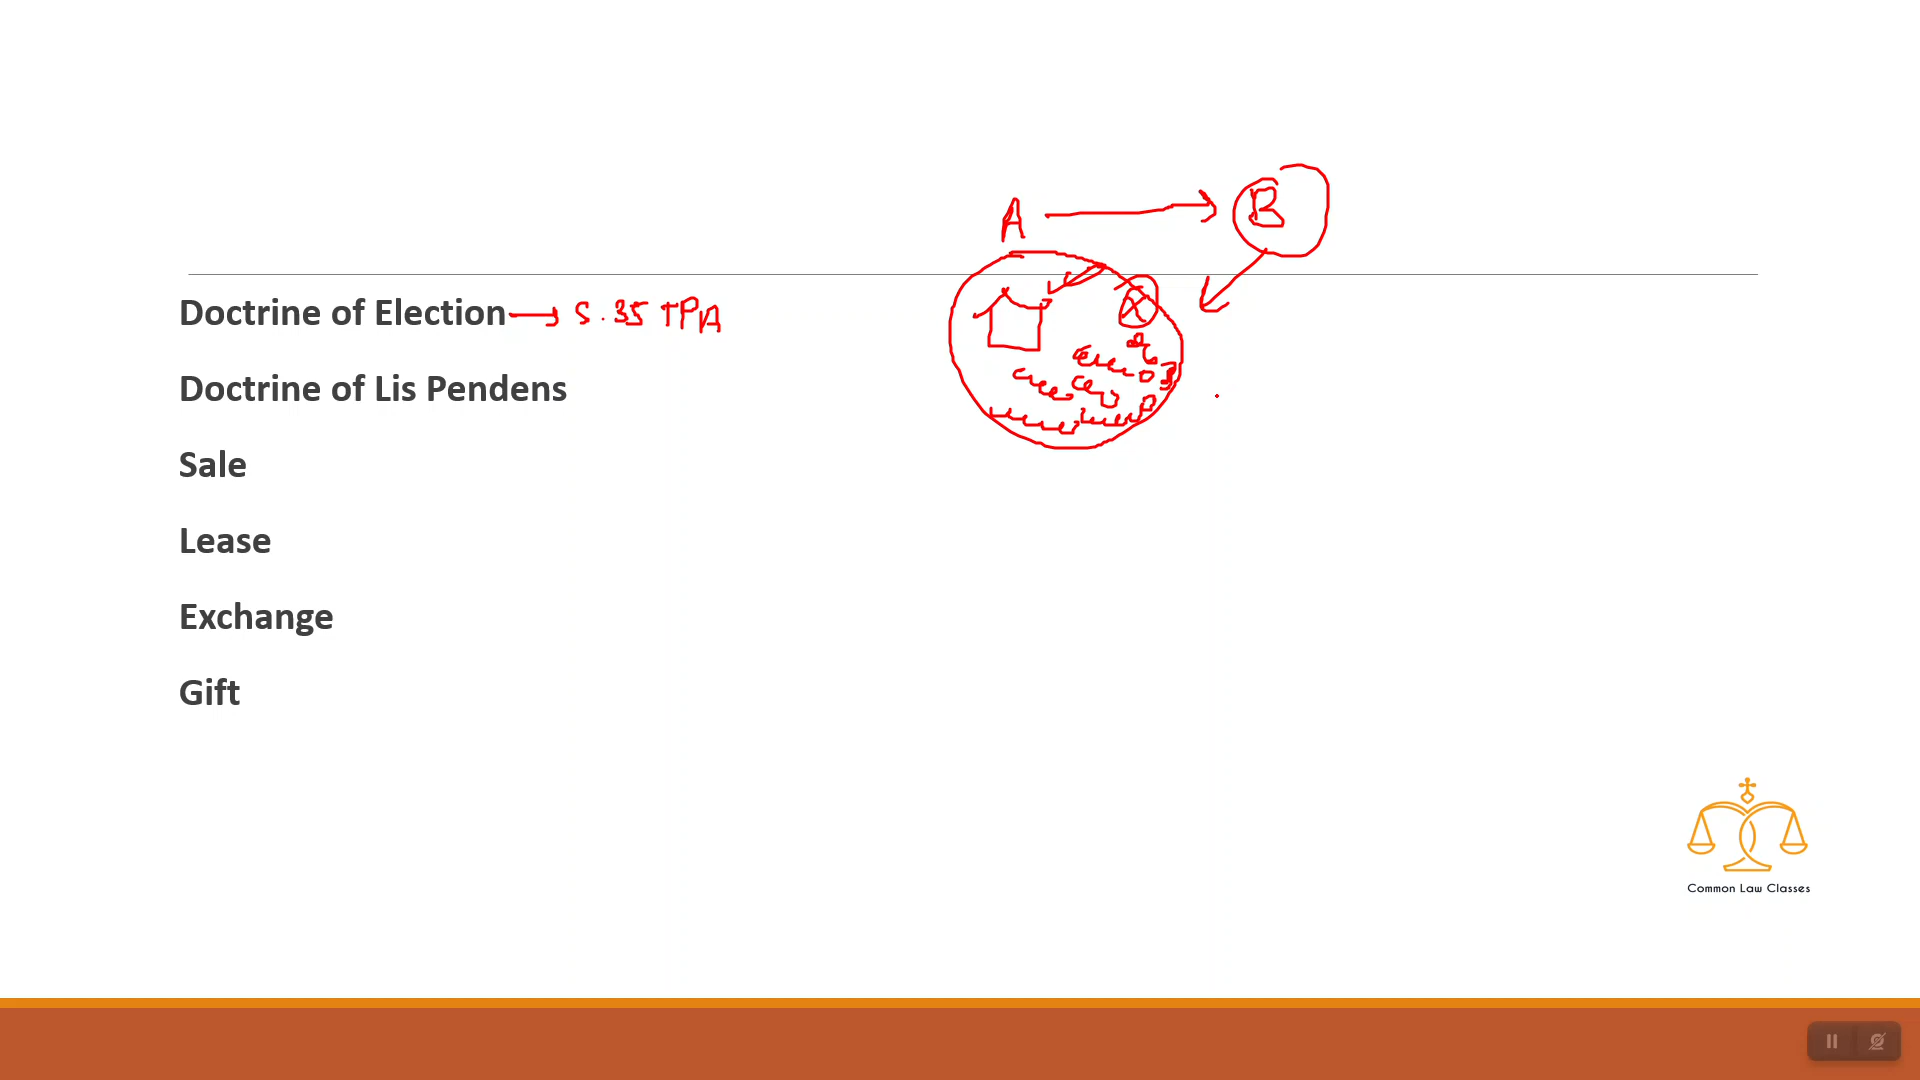 A B
Doctrine of Election → S. 35 TPA
Doctrine of Lis Pendens
Sale
Lease
Exchange
Gift
Common Law Classes